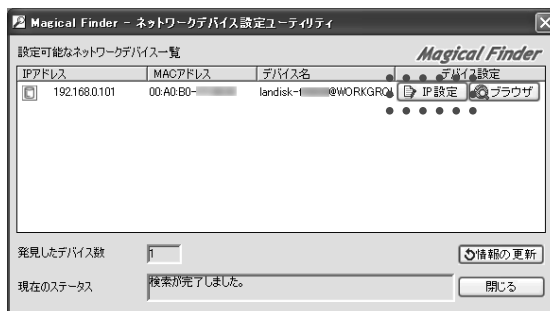 Magical Finder - ネットワークデバイス設定ユーティリティ
設定可能なネットワークデバイス一覧
Magical Finder
IPアドレス MACアドレス デバイス名 デバイス設定
192.168.0.101 00:A0:B0- landisk- @WORKGRO IP設定 ブラウザ
発見したデバイス数 1
情報の更新
現在のステータス 検索が完了しました。
閉じる